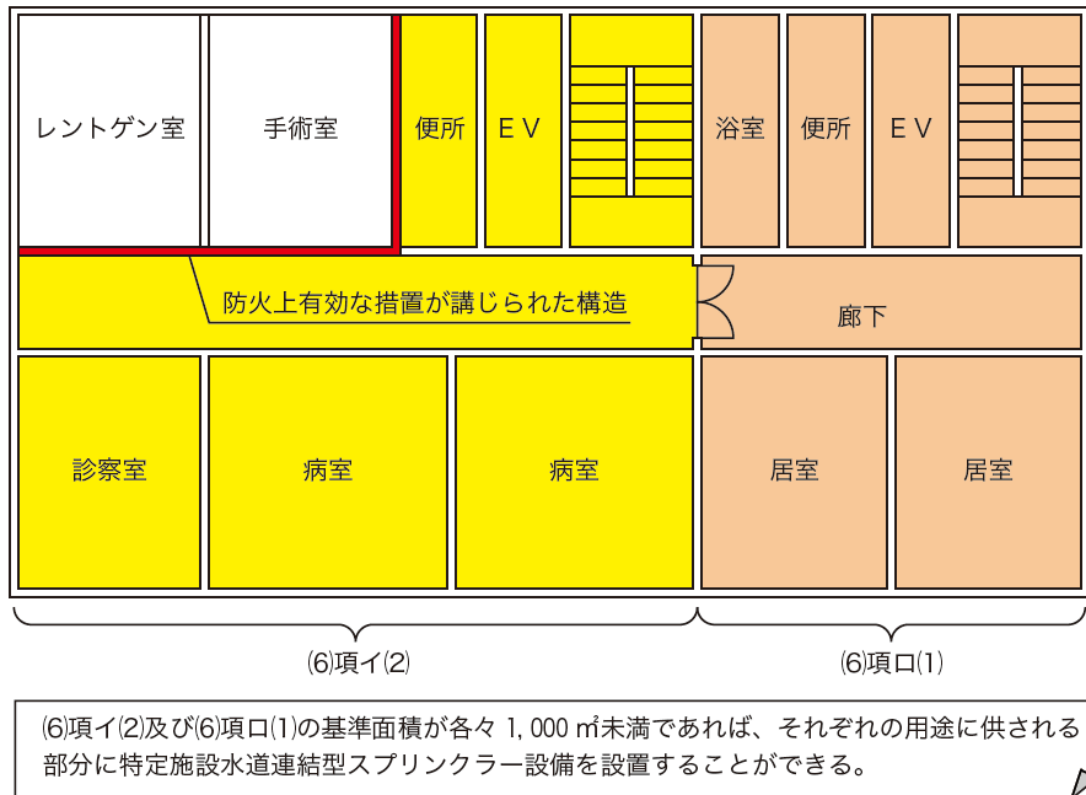 レントゲン室
手術室
便所
ＥＶ
浴室
便所
ＥＶ
防火上有効な措置が講じられた構造
廊下
診察室
病室
病室
居室
居室
⑹項イ⑵
⑹項ロ⑴
⑹項イ⑵及び⑹項ロ⑴の基準面積が各々 1,000 ㎡未満であれば、それぞれの用途に供される
部分に特定施設水道連結型スプリンクラー設備を設置することができる。